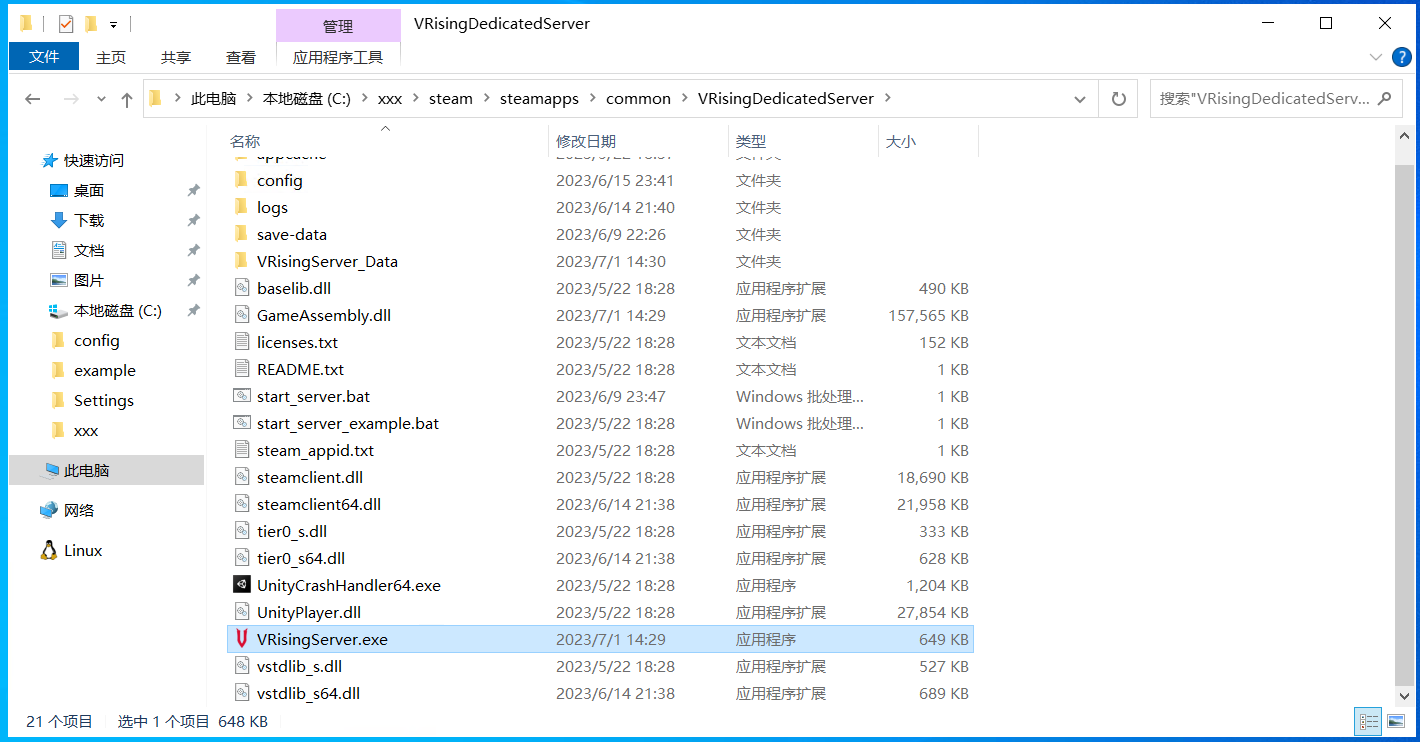 管理 VRisingDedicatedServer
文件 主页 共享 查看 应用程序工具
此电脑 本地磁盘 (C:) xxx steam steamapps common VRisingDedicatedServer 搜索"VRisingDedicatedServ...
名称 修改日期 类型 大小
快速访问
桌面
下载
文档
图片
本地磁盘 (C:)
config
example
Settings
xxx
此电脑
网络
Linux
appcache 文件夹
config 2023/6/15 23:41 文件夹
logs 2023/6/14 21:40 文件夹
save-data 2023/6/9 22:26 文件夹
VRisingServer_Data 2023/7/1 14:30 文件夹
baselib.dll 2023/5/22 18:28 应用程序扩展 490 KB
GameAssembly.dll 2023/7/1 14:29 应用程序扩展 157,565 KB
licenses.txt 2023/5/22 18:28 文本文档 152 KB
README.txt 2023/5/22 18:28 文本文档 1 KB
start_server.bat 2023/6/9 23:47 Windows 批处理... 1 KB
start_server_example.bat 2023/5/22 18:28 Windows 批处理... 1 KB
steam_appid.txt 2023/5/22 18:28 文本文档 1 KB
steamclient.dll 2023/5/22 18:28 应用程序扩展 18,690 KB
steamclient64.dll 2023/6/14 21:38 应用程序扩展 21,958 KB
tier0_s.dll 2023/5/22 18:28 应用程序扩展 333 KB
tier0_s64.dll 2023/6/14 21:38 应用程序扩展 628 KB
UnityCrashHandler64.exe 2023/5/22 18:28 应用程序 1,204 KB
UnityPlayer.dll 2023/5/22 18:28 应用程序扩展 27,854 KB
VRisingServer.exe 2023/7/1 14:29 应用程序 649 KB
vstdlib_s.dll 2023/5/22 18:28 应用程序扩展 527 KB
vstdlib_s64.dll 2023/6/14 21:38 应用程序扩展 689 KB
21 个项目 选中 1 个项目 648 KB